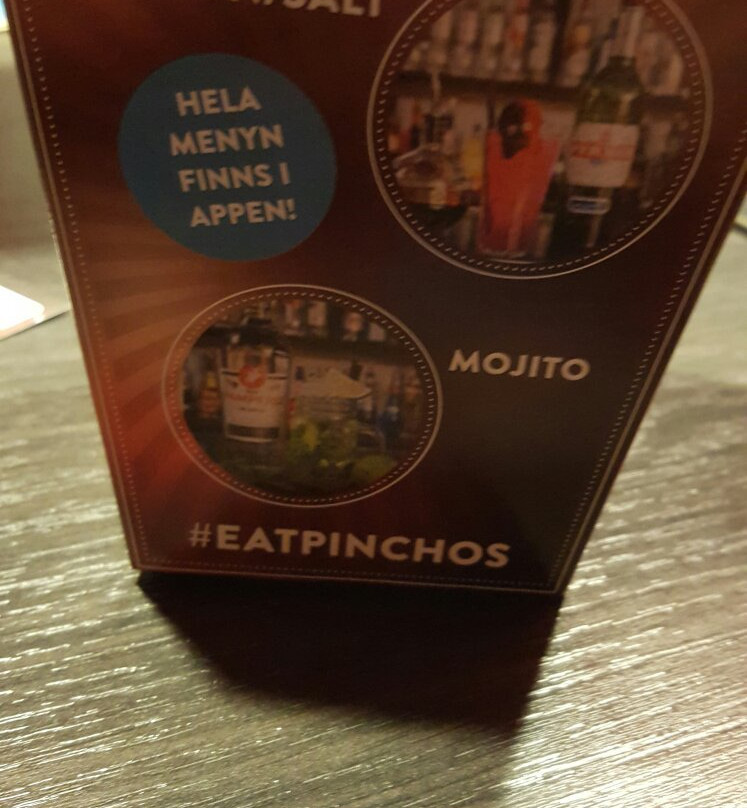 HELA
MENYN
FINNS I
APPEN!
MOJITO
#EATPINCHOS